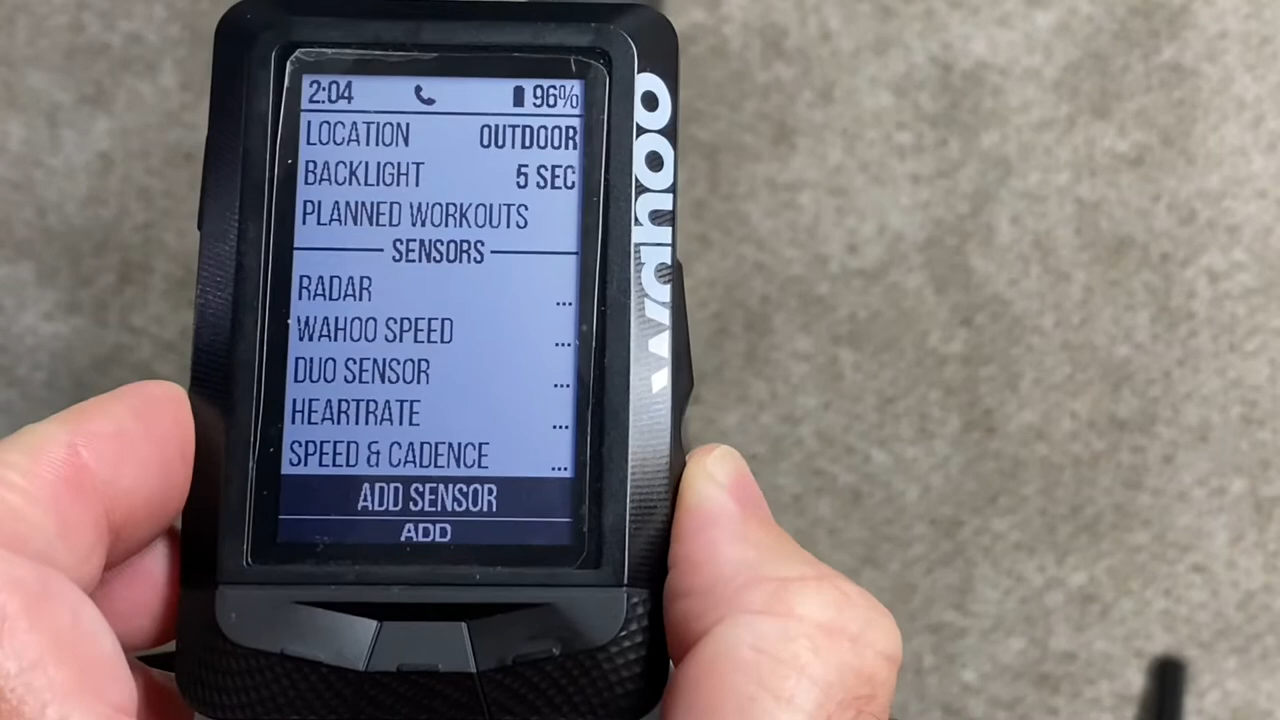 2:04 96%
LOCATION OUTDOOR
BACKLIGHT 5 SEC
PLANNED WORKOUTS
SENSORS
RADAR ...
WAHOO SPEED ...
DUO SENSOR ...
HEARTRATE ...
SPEED & CADENCE ...
ADD SENSOR
ADD
wahoo